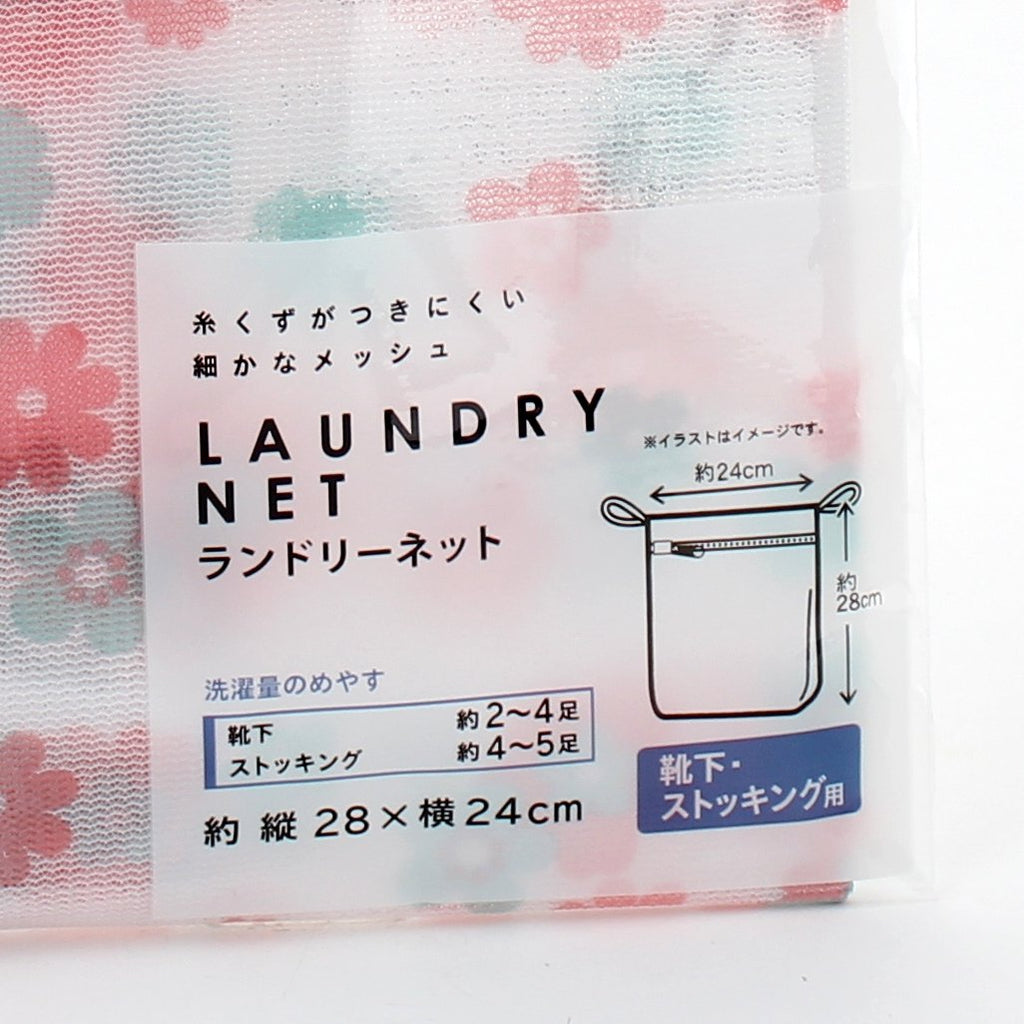 糸くずがつきにくい
細かなメッシュ
LAUNDRY
NET
ランドリーネット
※イラストはイメージです。
約24cm
約
28cm
洗濯量のめやす
靴下 約2〜4足
ストッキング 約4〜5足
約 縦 28×横24cm
靴下・
ストッキング用